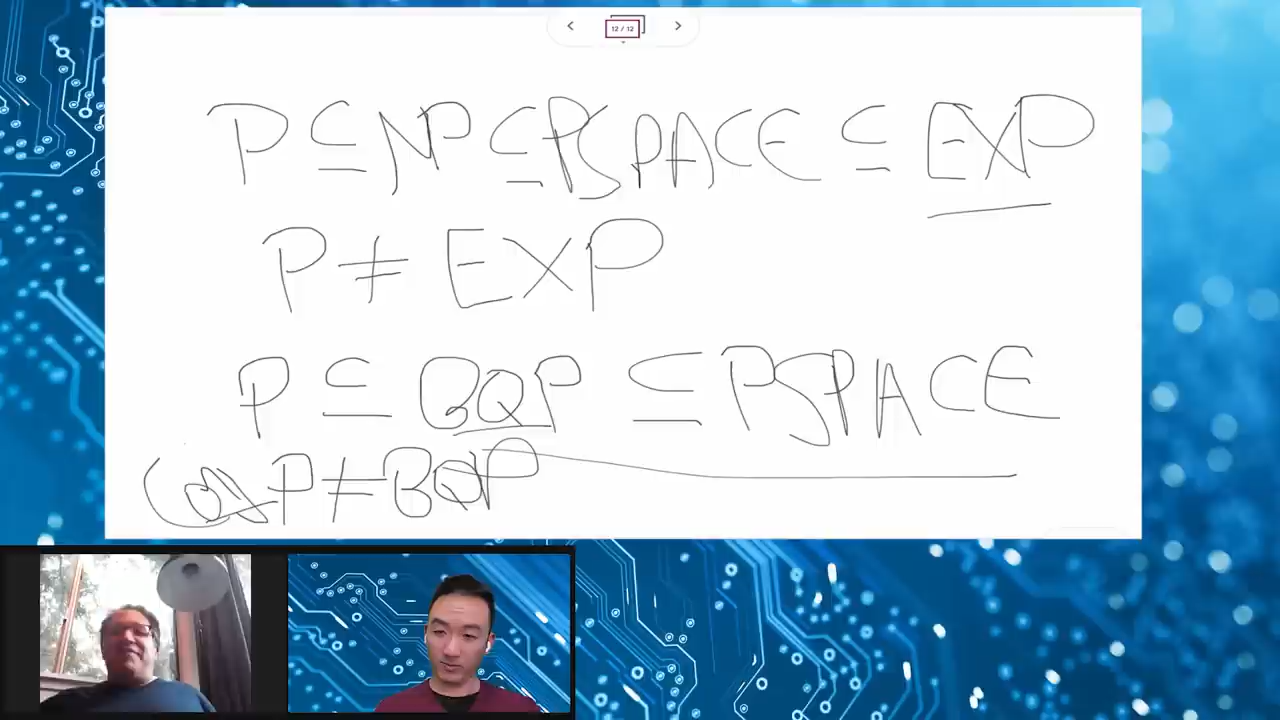 12 / 12
P ⊆ NP ⊆ PSPACE ⊆ EXP
P ≠ EXP
P ⊆ BQP ⊆ PSPACE
P ≠ BQP